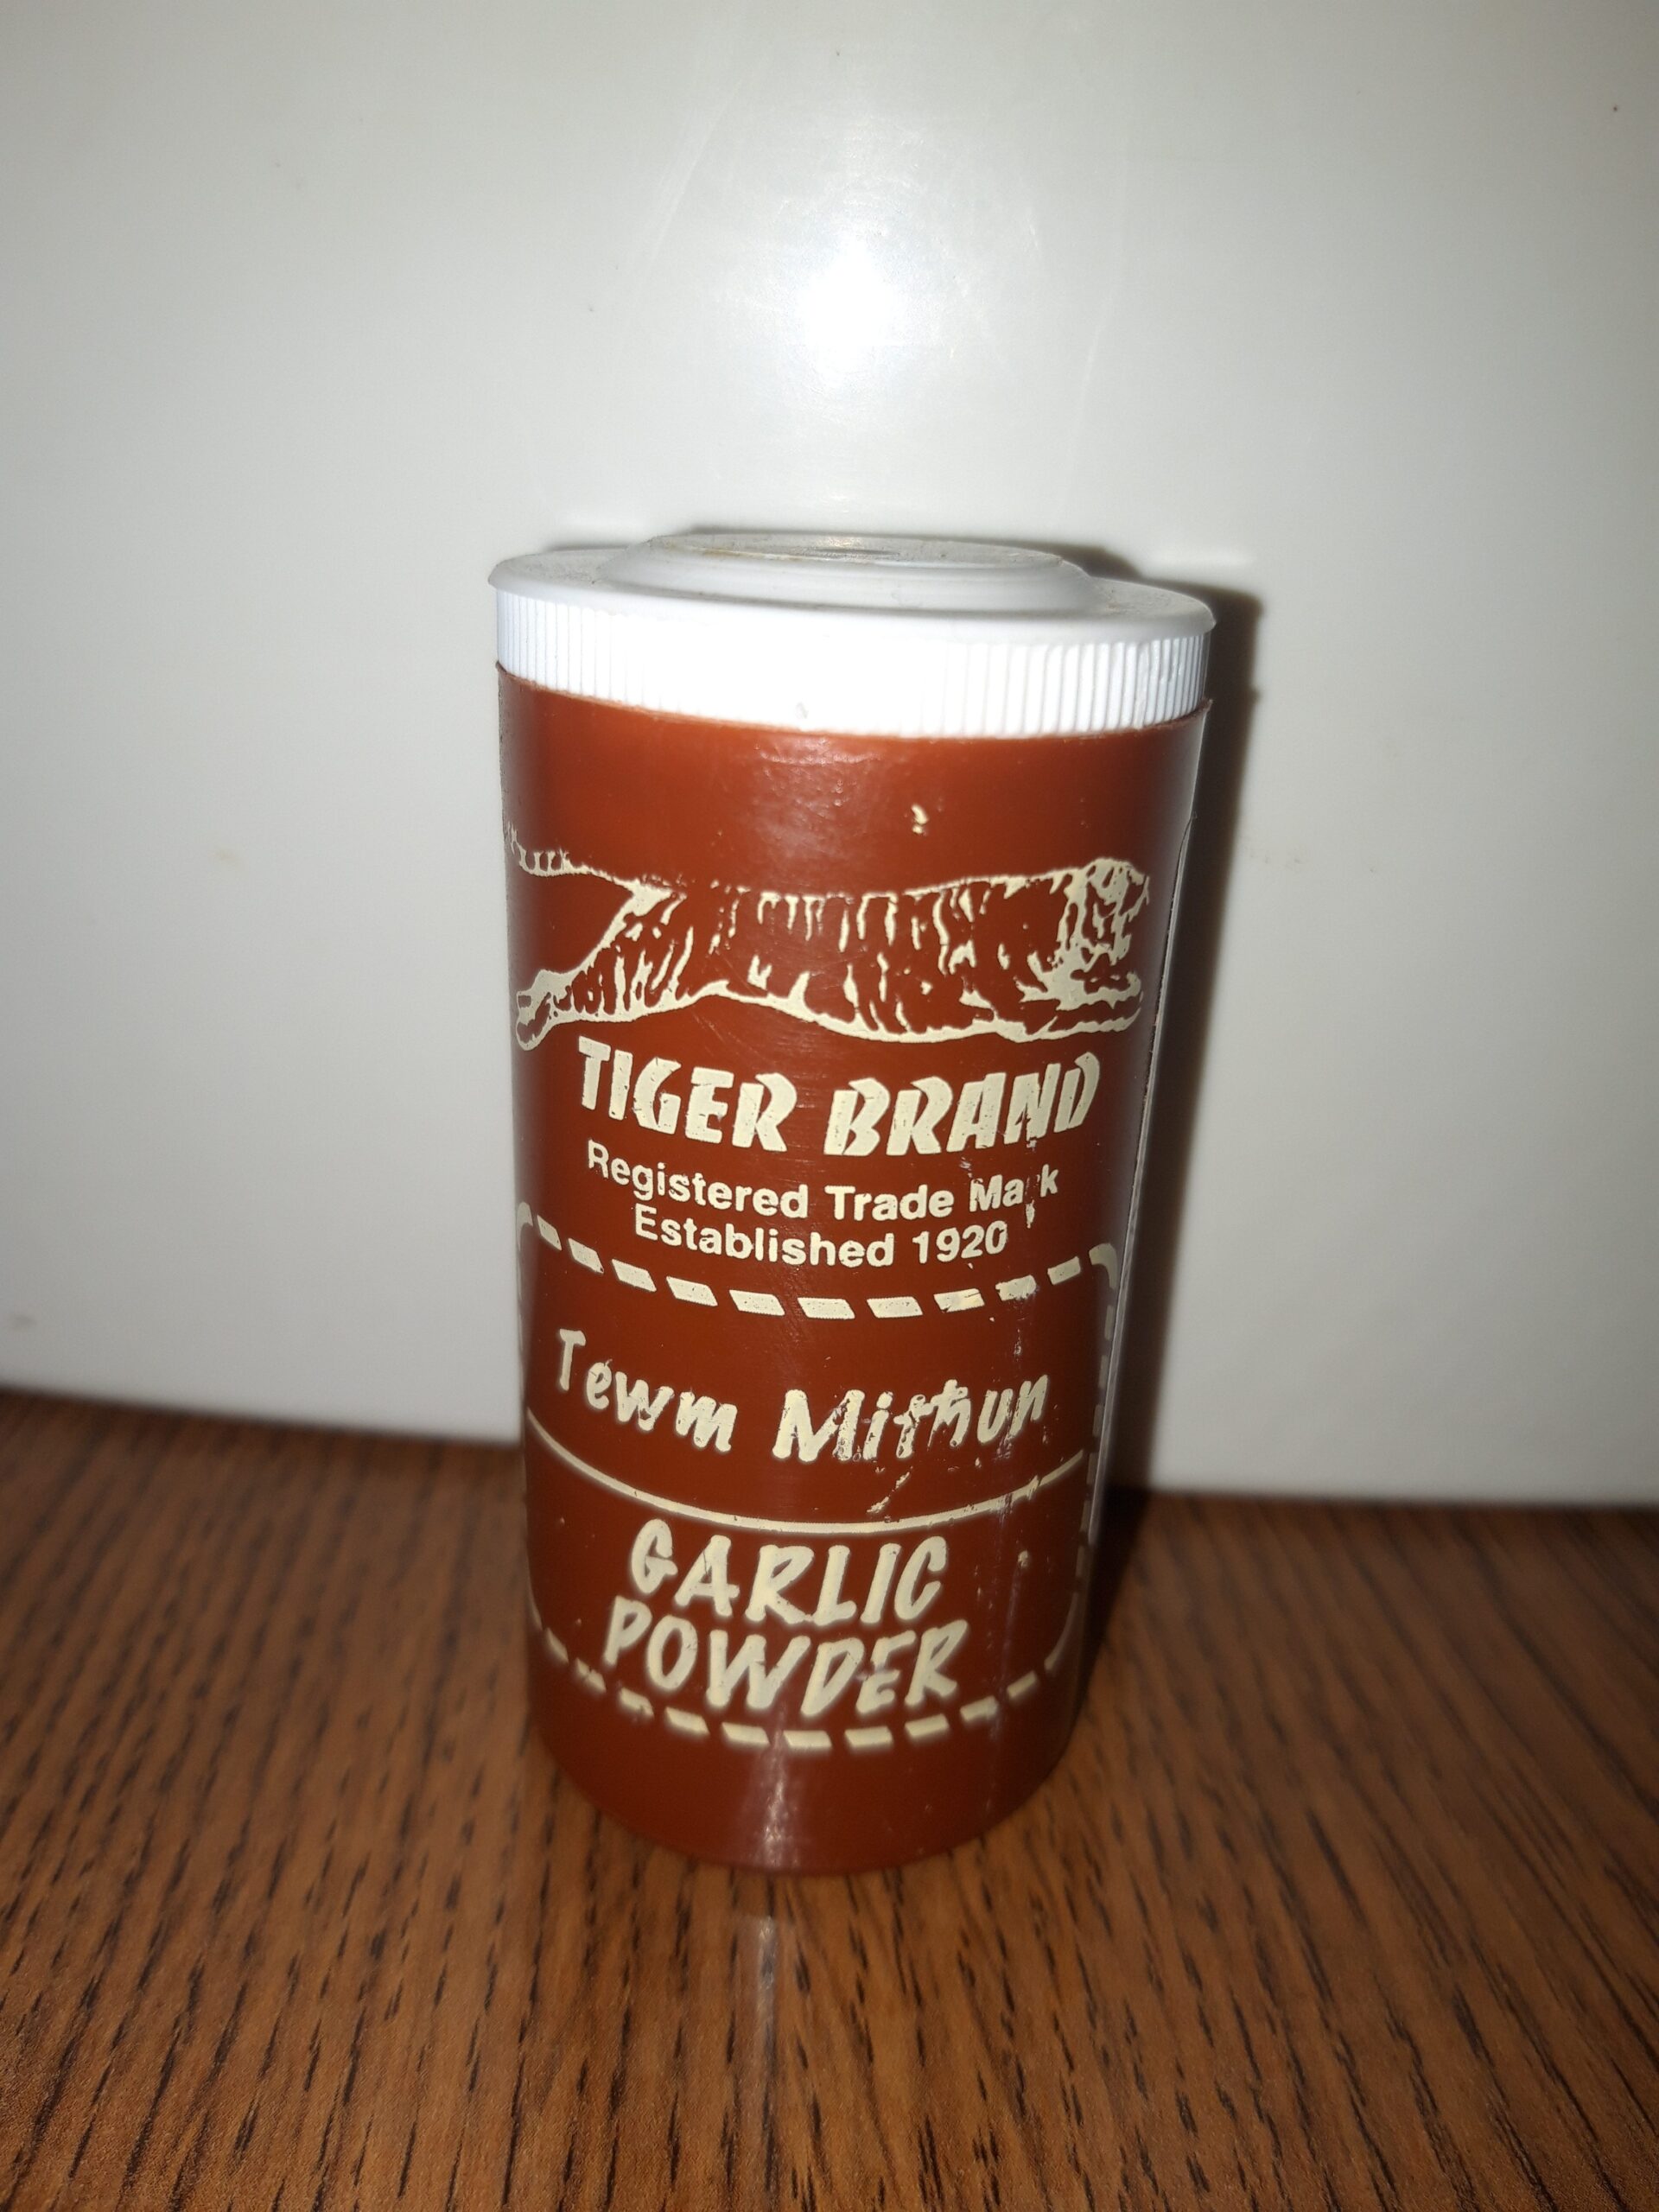 TIGER BRAND
Registered Trade Mark
Established 1920
Tewm Mithun
GARLIC
POWDER